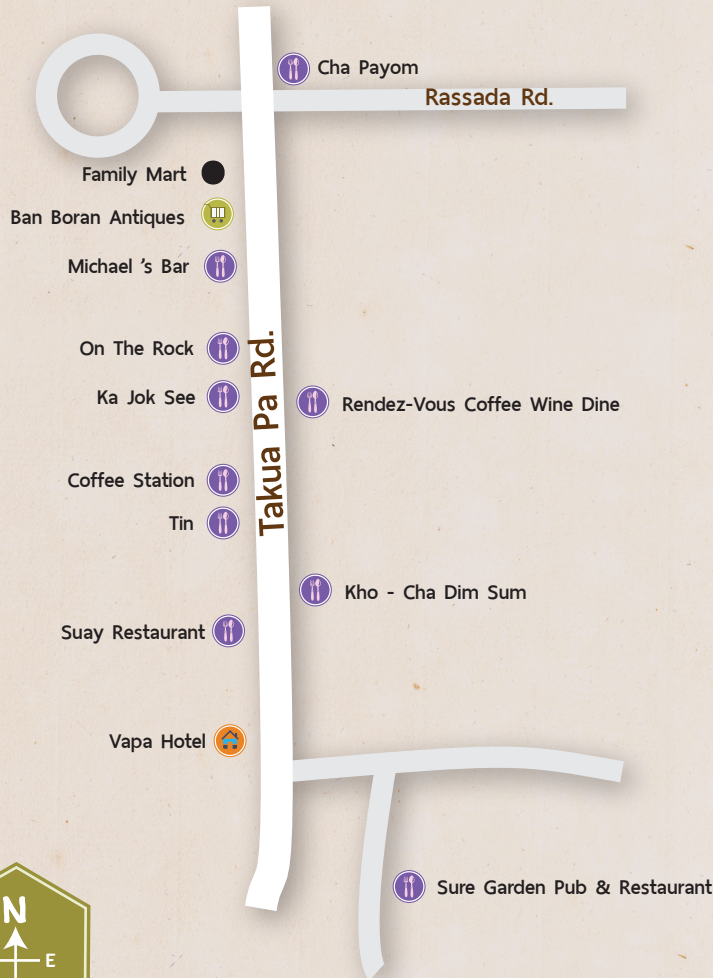 Cha Payom
Rassada Rd.
Family Mart
Ban Boran Antiques
Michael 's Bar
On The Rock
Takua Pa Rd.
Ka Jok See
Rendez-Vous Coffee Wine Dine
Coffee Station
Tin
Kho - Cha Dim Sum
Suay Restaurant
Vapa Hotel
Sure Garden Pub & Restaurant
N
E